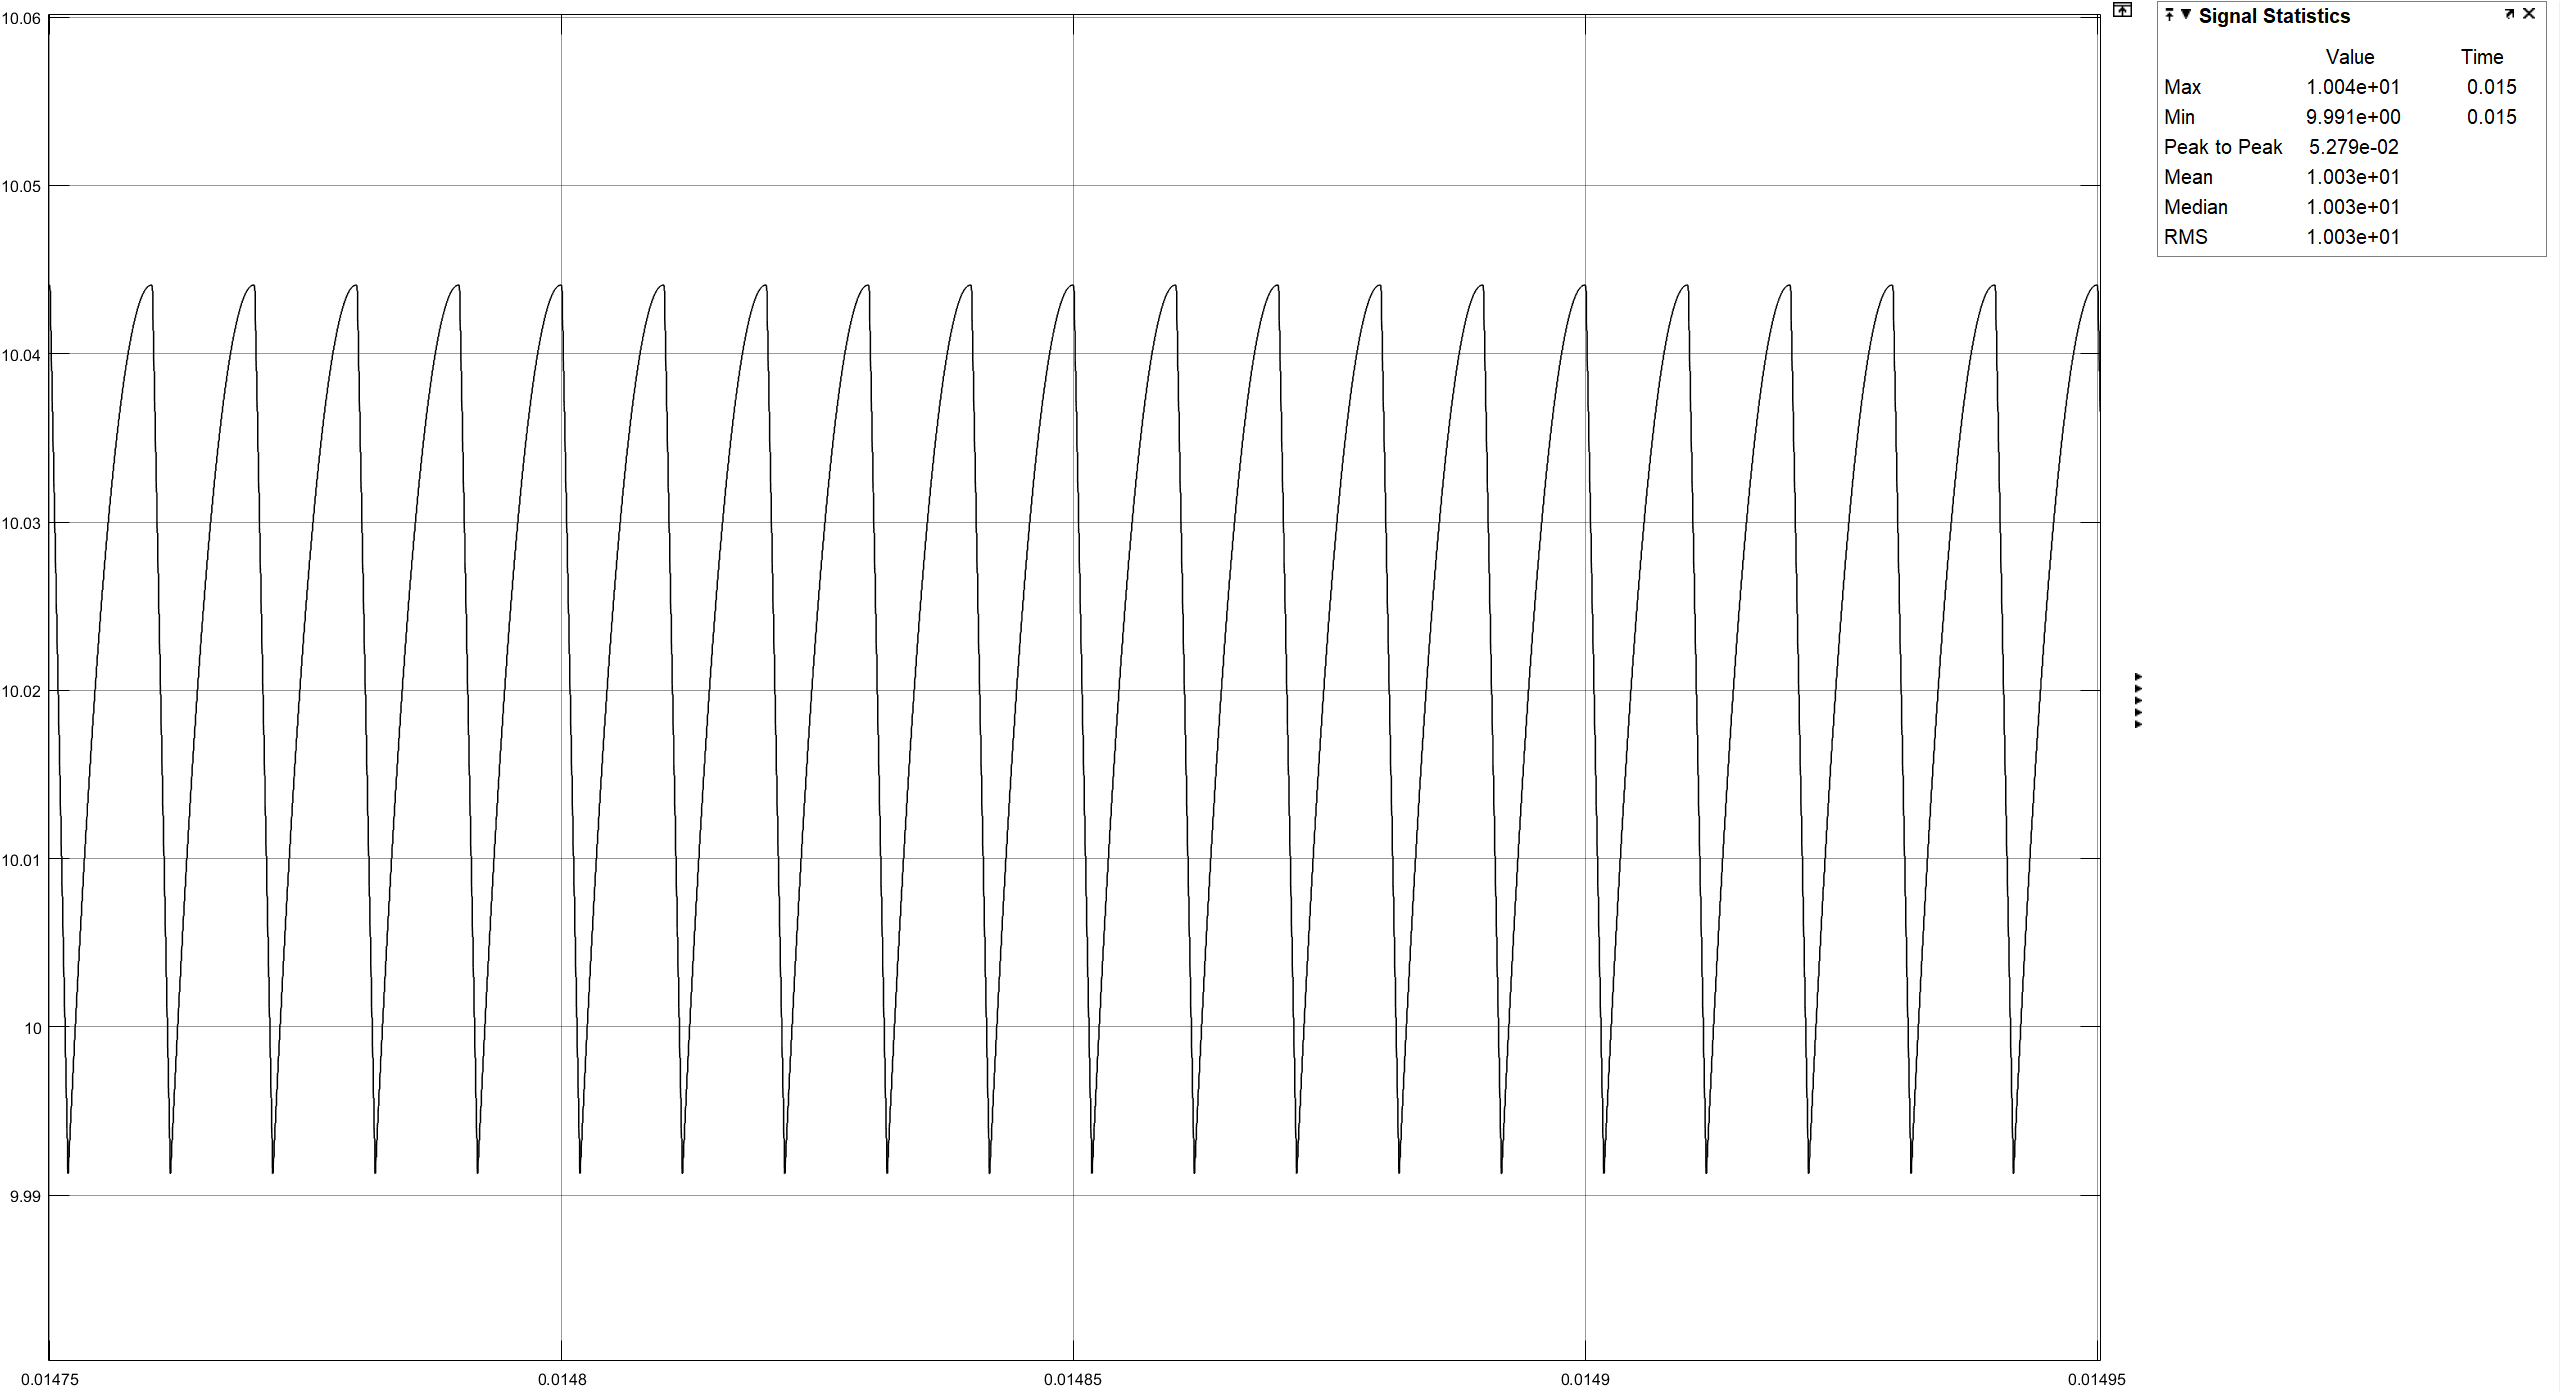 10.06
10.05
10.04
10.03
10.02
10.01
10
9.99
0.01475 0.0148 0.01485 0.0149 0.01495
Signal Statistics
Value Time
Max 1.004e+01 0.015
Min 9.991e+00 0.015
Peak to Peak 5.279e-02
Mean 1.003e+01
Median 1.003e+01
RMS 1.003e+01